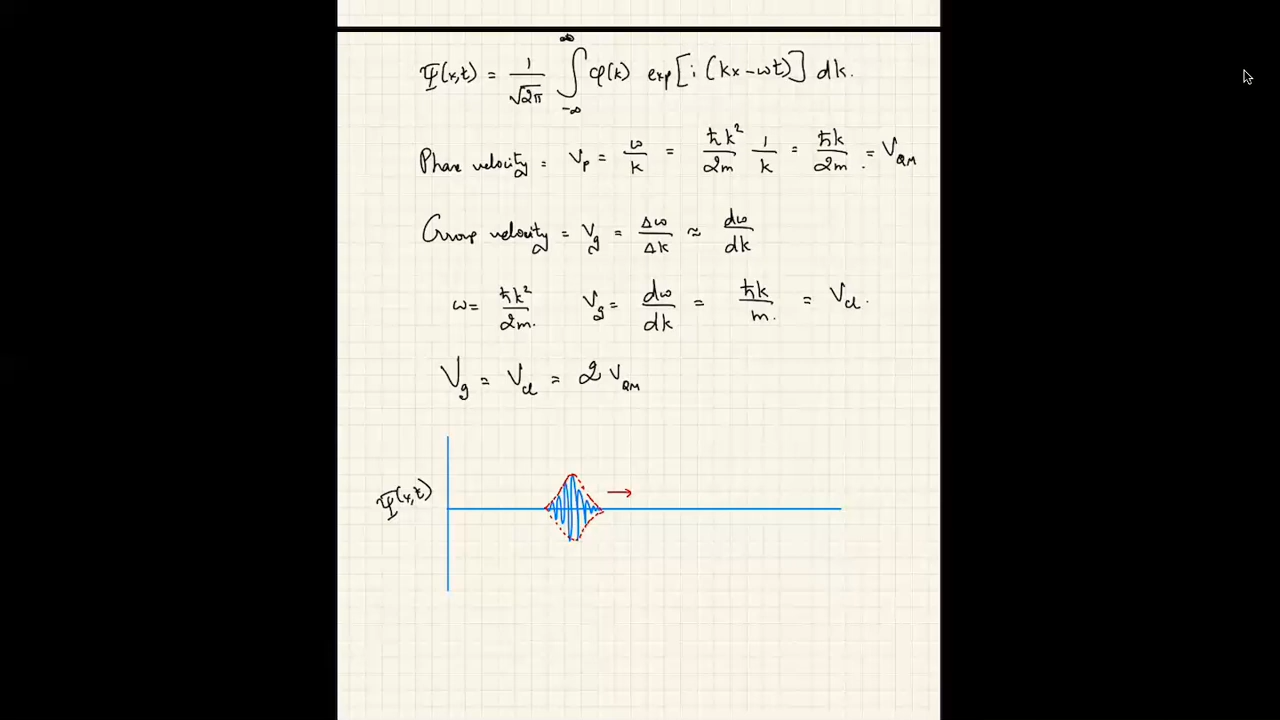 Ψ(x,t) = 1/√2π ∫_{-∞}^{∞} φ(k) exp[i(kx-ωt)] dk.
Phase velocity = V_p = ω/k = ħk²/2m 1/k = ħk/2m. = V_QM
Group velocity = V_g = Δω/Δk ≈ dω/dk
ω = ħk²/2m. V_g = dω/dk = ħk/m. = V_cl.
V_g = V_cl = 2 V_QM
Ψ(x,t)